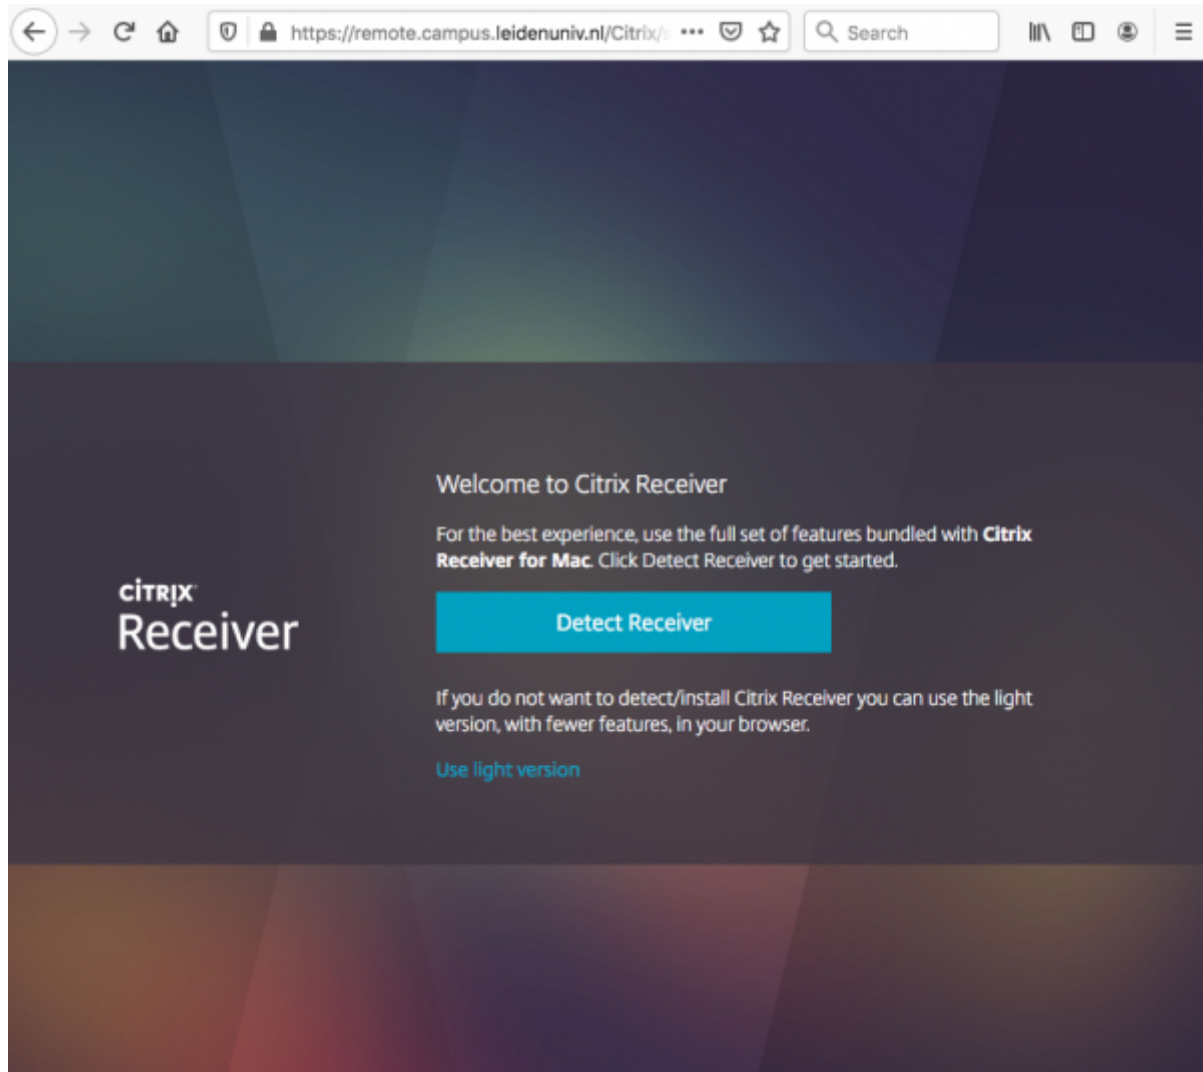 https://remote.campus.leidenuniv.nl/Citrix/
Search
Welcome to Citrix Receiver
For the best experience, use the full set of features bundled with Citrix
Receiver for Mac. Click Detect Receiver to get started.
CITRIX
Receiver
Detect Receiver
If you do not want to detect/install Citrix Receiver you can use the light
version, with fewer features, in your browser.
Use light version